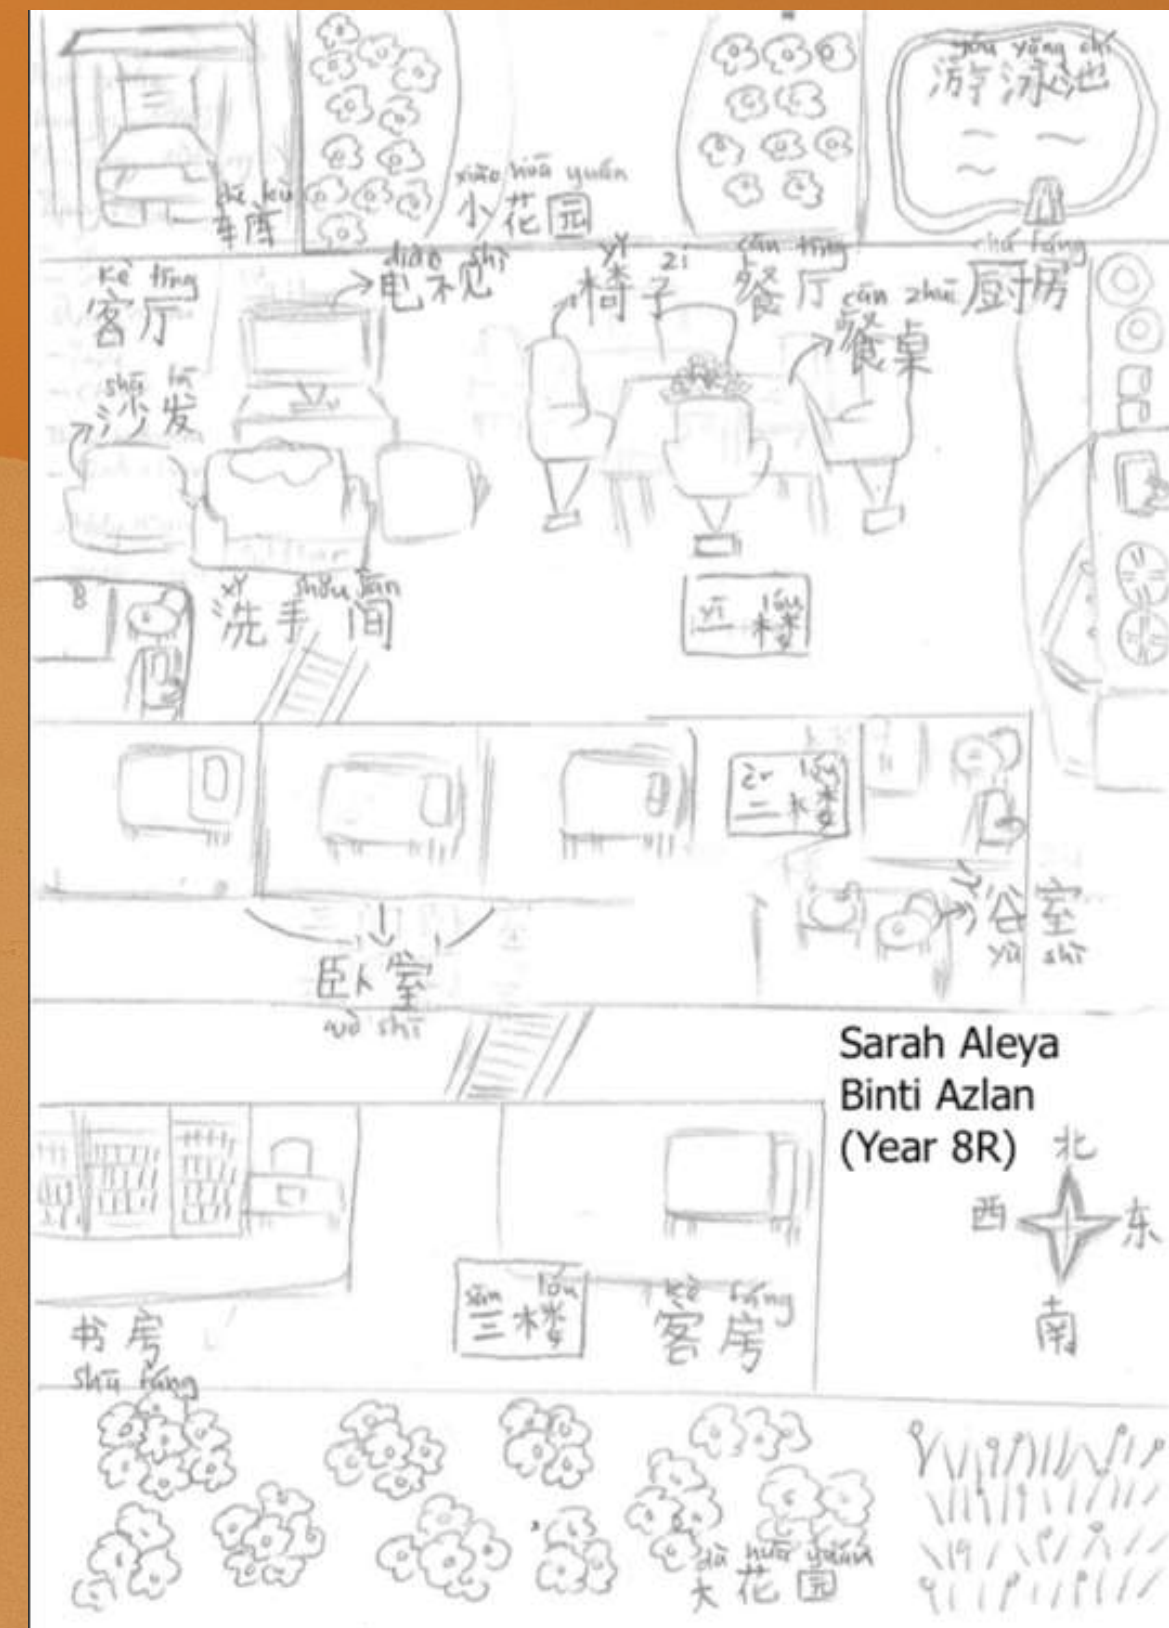 yóu yǒng chí
游泳池
chē kù
车库
xiǎo huā yuán
小花园
kè tīng
客厅
diàn shì
电视
yǐ zi
椅子
cān tīng
餐厅
chú fáng
厨房
cān zhuō
餐桌
shā fā
沙发
xǐ shǒu jiān
洗手间
yī lóu
一楼
èr lóu
二楼
浴室
yù shì
卧室
wò shì
Sarah Aleya
Binti Azlan
(Year 8R)
北
西 东
南
sān lóu
三楼
kè fáng
客房
书房
shū fáng
dà huā yuán
大花园